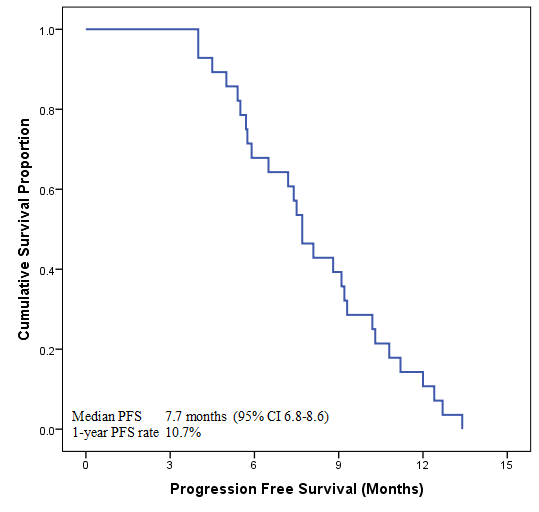 Cumulative Survival Proportion
1.0
0.8
0.6
0.4
0.2
0.0
Median PFS 7.7 months (95% CI 6.8-8.6)
1-year PFS rate 10.7%
0 3 6 9 12 15
Progression Free Survival (Months)